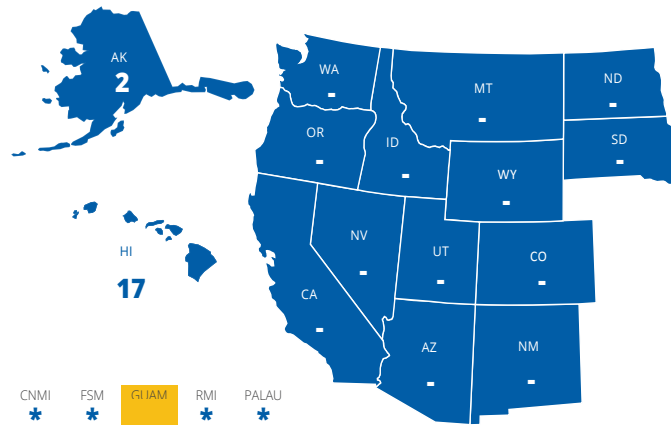 AK
2
WA
-
MT
-
ND
-
OR
-
ID
-
SD
-
WY
-
HI
17
NV
-
UT
-
CO
-
CA
-
AZ
-
NM
-
CNMI FSM GUAM RMI PALAU
* * * *